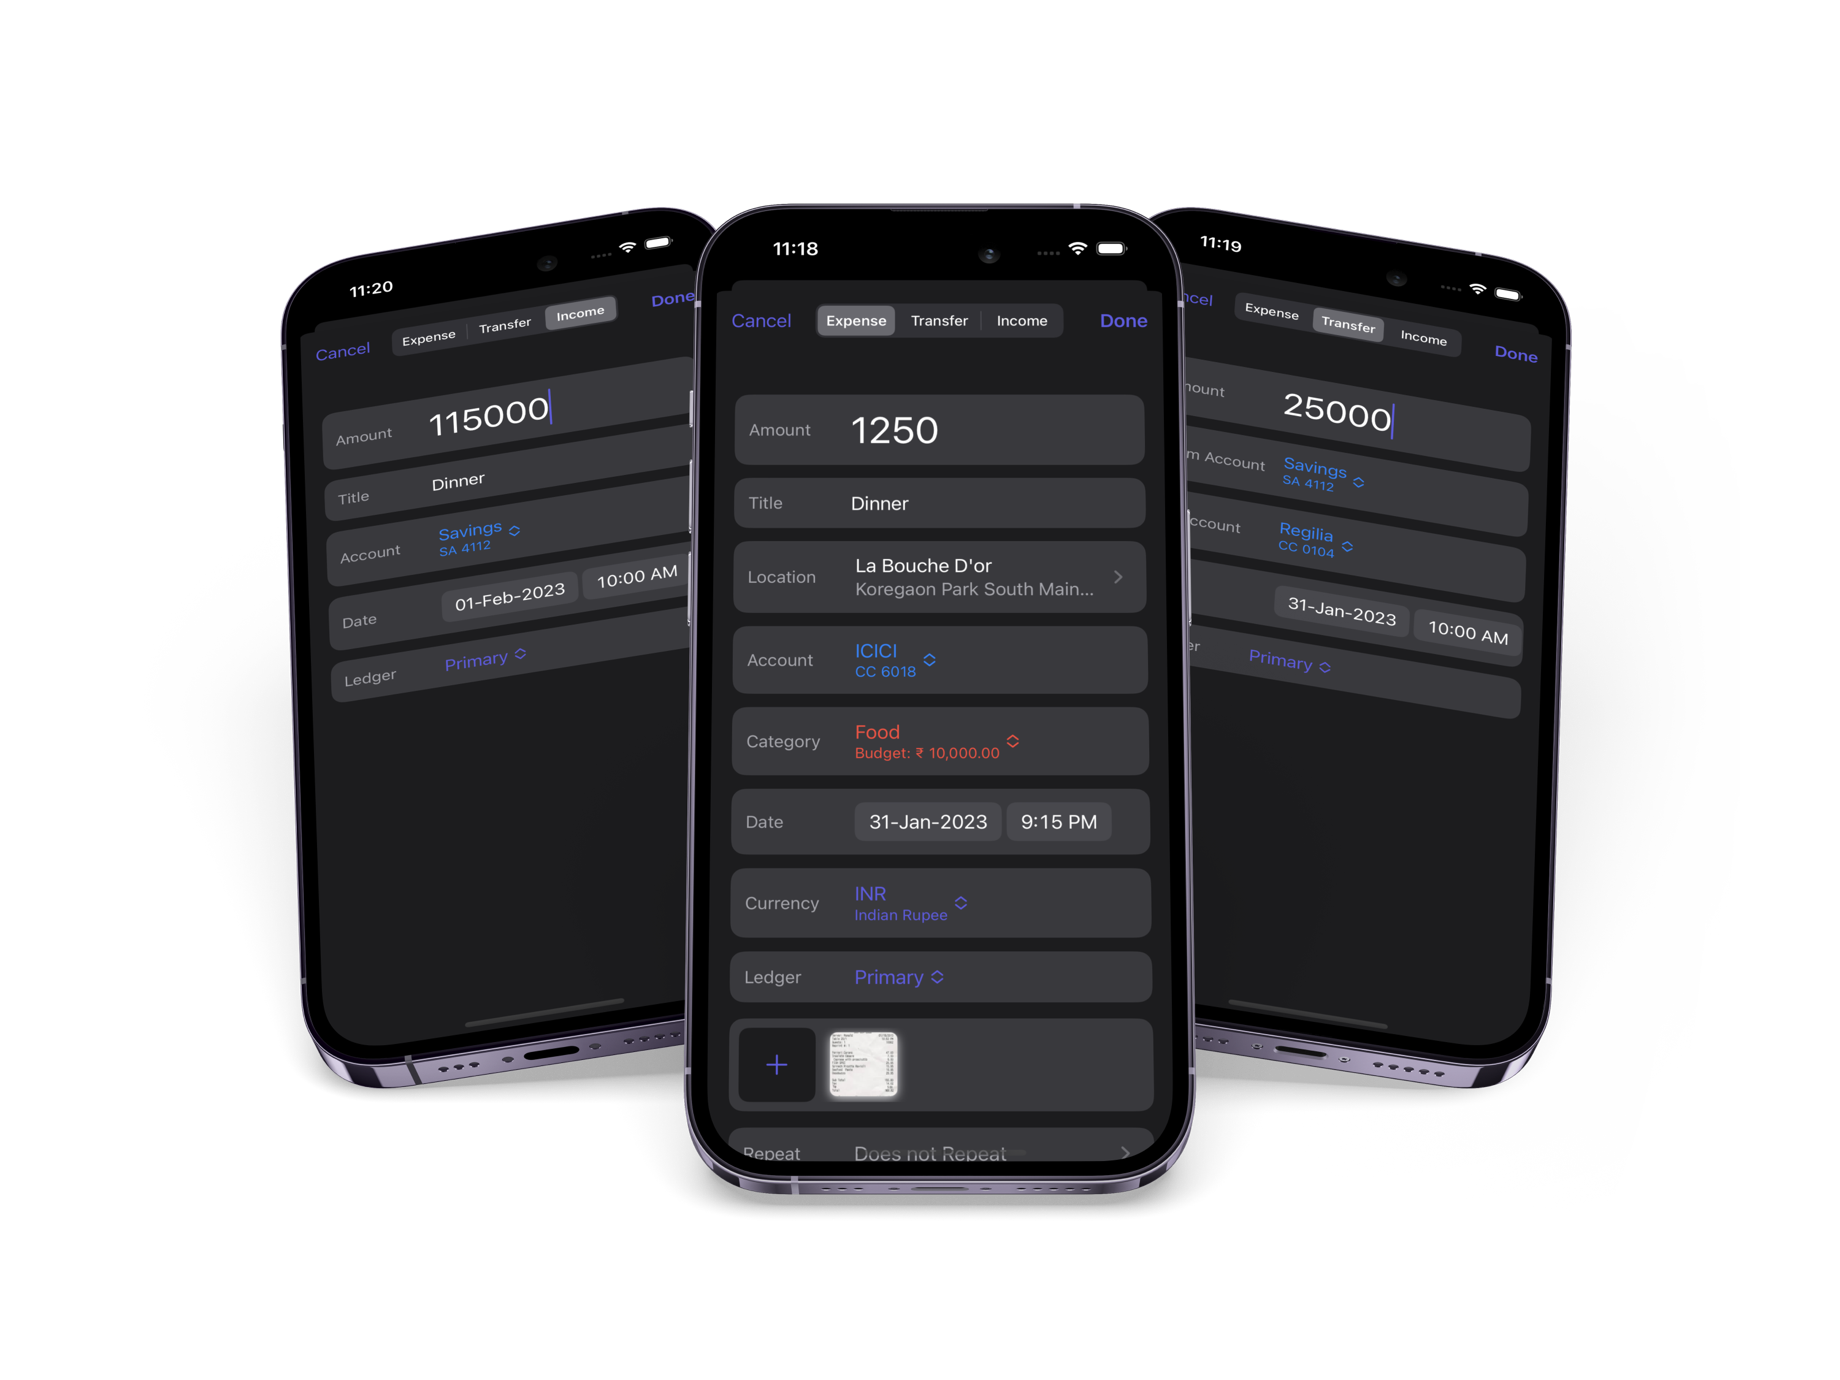 11:20
Cancel
Expense
Transfer
Income
Done
Amount
115000
Title
Dinner
Account
Savings
SA 4112
Date
01-Feb-2023
10:00 AM
Ledger
Primary
11:18
Cancel
Expense
Transfer
Income
Done
Amount
1250
Title
Dinner
Location
La Bouche D'or
Koregaon Park South Main...
Account
ICICI
CC 6018
Category
Food
Budget: ₹ 10,000.00
Date
31-Jan-2023
9:15 PM
Currency
INR
Indian Rupee
Ledger
Primary
Repeat
Does not Repeat
11:19
ncel
Expense
Transfer
Income
Done
nount
25000
m Account
Savings
SA 4112
ccount
Regilia
CC 0104
31-Jan-2023
10:00 AM
er
Primary